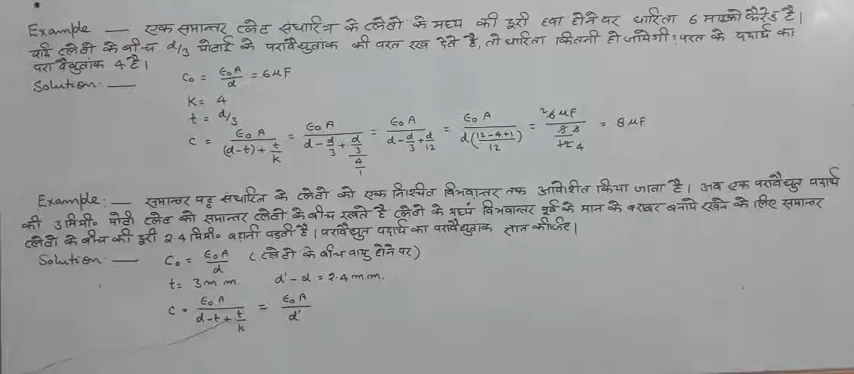 Example — एक समान्तर प्लेट संधारित्र के प्लेटों के मध्य की दूरी हवा होने पर धारिता 6 माइक्रो फैरेड है।
यदि प्लेटों के बीच d/3 मोटाई के परावैद्युतांक की परत रख देते है, तो धारिता कितनी हो जायेगी? परत के पदार्थ का
परावैद्युतांक 4 है।
Solution: — C₀ = ε₀A/d = 6μF
K = 4
t = d/3
C = ε₀A/((d-t)+t/k) = ε₀A/(d-d/3+(d/3)/(4/1)) = ε₀A/(d-d/3+d/12) = ε₀A/(d(12-4+1/12)) = 6μF = 8μF
Example: — समान्तर पट्ट संधारित्र के प्लेटों को एक निश्चित विभवान्तर तक आवेशित किया जाता है। अब एक परावैद्युत पदार्थ
की 3 मिमी० मोटी प्लेट को समान्तर प्लेटों के बीच रखते है प्लेटों के मध्य विभवान्तर पूर्व के मान के बराबर बनाये रखने के लिए समान्तर
प्लेटों के बीच की दूरी 2.4 मिमी० बढ़ानी पड़ती है। परावैद्युत पदार्थ का परावैद्युतांक ज्ञात कीजिए।
Solution: — C₀ = ε₀A/d (प्लेटों के बीच वायु होने पर)
t = 3mm d'-d = 2.4mm.
C = ε₀A/(d-t+t/k) = ε₀A/d'